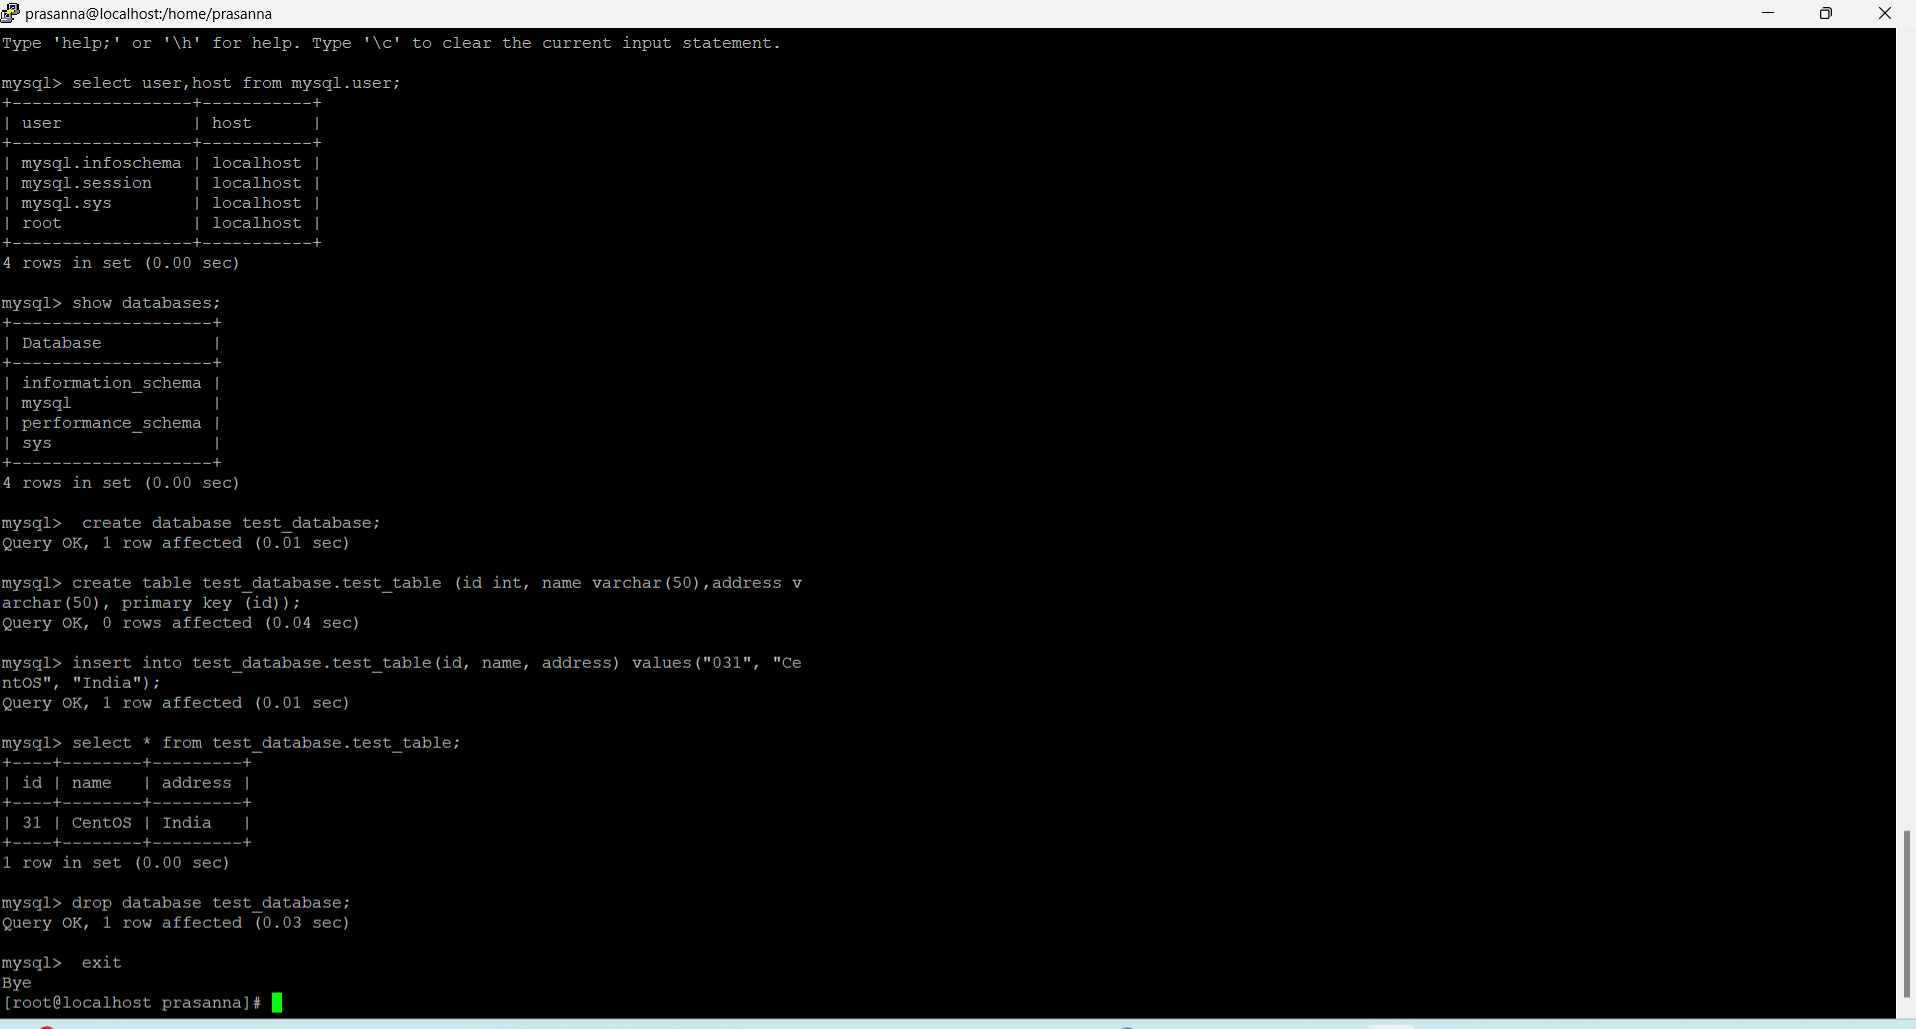 prasanna@localhost:/home/prasanna
Type 'help;' or '\h' for help. Type '\c' to clear the current input statement.
mysql> select user,host from mysql.user;
+------------------+-----------+
| user             | host      |
+------------------+-----------+
| mysql.infoschema | localhost |
| mysql.session    | localhost |
| mysql.sys        | localhost |
| root             | localhost |
+------------------+-----------+
4 rows in set (0.00 sec)
mysql> show databases;
+--------------------+
| Database           |
+--------------------+
| information_schema |
| mysql              |
| performance_schema |
| sys                |
+--------------------+
4 rows in set (0.00 sec)
mysql>  create database test_database;
Query OK, 1 row affected (0.01 sec)
mysql> create table test_database.test_table (id int, name varchar(50),address v
archar(50), primary key (id));
Query OK, 0 rows affected (0.04 sec)
mysql> insert into test_database.test_table(id, name, address) values("031", "Ce
ntOS", "India");
Query OK, 1 row affected (0.01 sec)
mysql> select * from test_database.test_table;
+----+--------+---------+
| id | name   | address |
+----+--------+---------+
| 31 | CentOS | India   |
+----+--------+---------+
1 row in set (0.00 sec)
mysql> drop database test_database;
Query OK, 1 row affected (0.03 sec)
mysql>  exit
Bye
[root@localhost prasanna]#